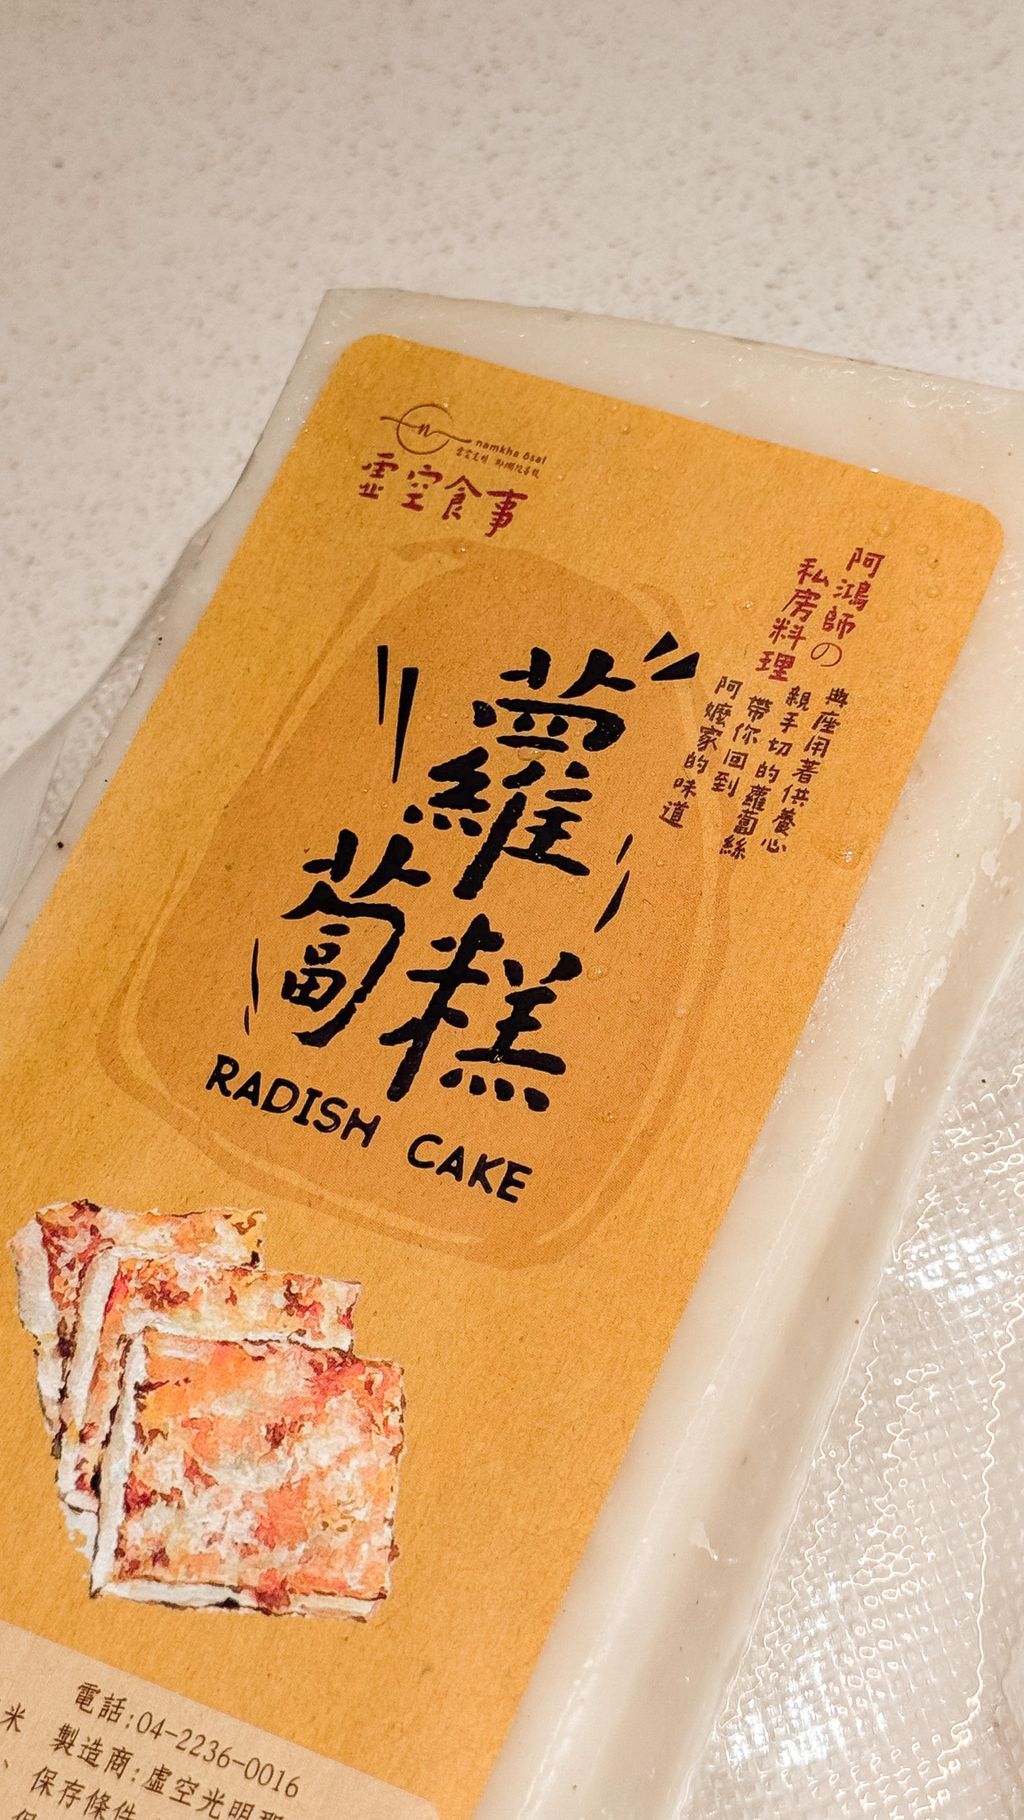 namkha ösal
虛空食事
阿鴻師の
私房料理
典座用著供養心
親手切的蘿蔔絲
帶你回到
阿嬤家的味道
蘿蔔糕
RADISH CAKE
電話:04-2236-0016
米 製造商:虛空光明
、 保存條件